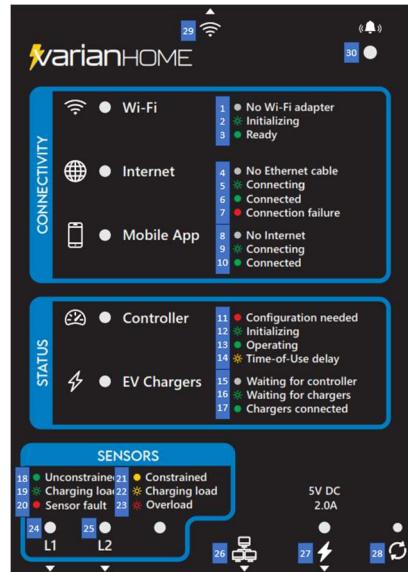 29
varianHOME
30
CONNECTIVITY
Wi-Fi
1 No Wi-Fi adapter
2 Initializing
3 Ready
Internet
4 No Ethernet cable
5 Connecting
6 Connected
7 Connection failure
Mobile App
8 No Internet
9 Connecting
10 Connected
STATUS
Controller
11 Configuration needed
12 Initializing
13 Operating
14 Time-of-Use delay
EV Chargers
15 Waiting for controller
16 Waiting for chargers
17 Chargers connected
SENSORS
18 Unconstrained 21 Constrained
19 Charging load 22 Charging load
20 Sensor fault 23 Overload
5V DC
2.0A
24 25
L1 L2
26 27 28